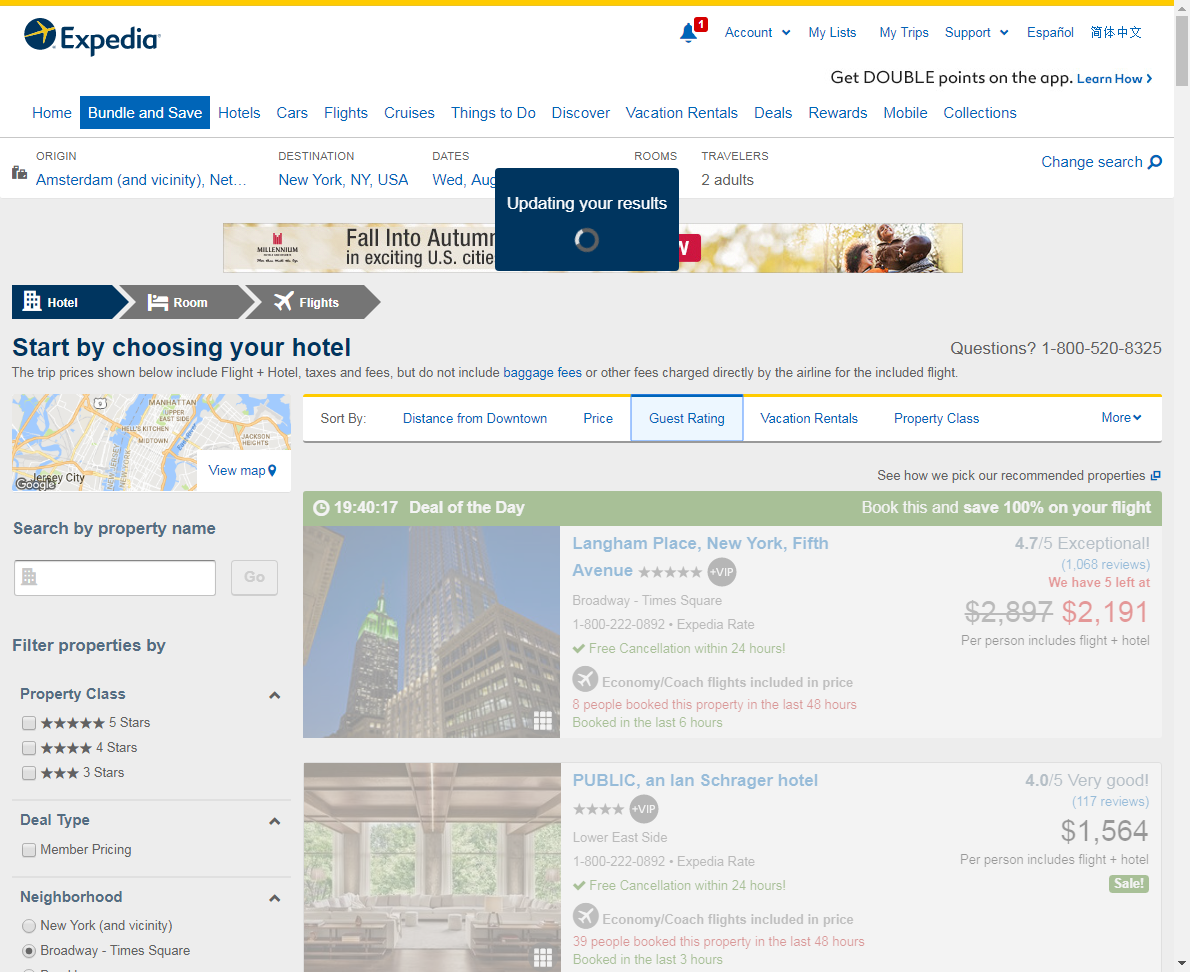 Expedia
1
Account
My Lists
My Trips
Support
Español
简体中文
Get DOUBLE points on the app. Learn How
Home
Bundle and Save
Hotels
Cars
Flights
Cruises
Things to Do
Discover
Vacation Rentals
Deals
Rewards
Mobile
Collections
ORIGIN
Amsterdam (and vicinity), Net...
DESTINATION
New York, NY, USA
DATES
Wed, Aug
ROOMS
TRAVELERS
2 adults
Change search
Updating your results
MILLENNIUM
Fall Into Autumn
in exciting U.S. cities
W
Hotel
Room
Flights
Start by choosing your hotel
Questions? 1-800-520-8325
The trip prices shown below include Flight + Hotel, taxes and fees, but do not include baggage fees or other fees charged directly by the airline for the included flight.
MANHATTAN
UPPER
EAST SIDE
HELL'S KITCHEN
MIDTOWN
JACKSON
HEIGHTS
NEW JERSEY
NEW YORK
East River
9
Jersey City
Google
View map
Sort By:
Distance from Downtown
Price
Guest Rating
Vacation Rentals
Property Class
More
See how we pick our recommended properties
Search by property name
Go
Filter properties by
Property Class
5 Stars
4 Stars
3 Stars
Deal Type
Member Pricing
Neighborhood
New York (and vicinity)
Broadway - Times Square
19:40:17 Deal of the Day
Book this and save 100% on your flight
Langham Place, New York, Fifth
Avenue
+VIP
Broadway - Times Square
1-800-222-0892 • Expedia Rate
Free Cancellation within 24 hours!
Economy/Coach flights included in price
8 people booked this property in the last 48 hours
Booked in the last 6 hours
4.7/5 Exceptional!
(1,068 reviews)
We have 5 left at
$2,897 $2,191
Per person includes flight + hotel
PUBLIC, an Ian Schrager hotel
+VIP
Lower East Side
1-800-222-0892 • Expedia Rate
Free Cancellation within 24 hours!
Economy/Coach flights included in price
39 people booked this property in the last 48 hours
Booked in the last 3 hours
4.0/5 Very good!
(117 reviews)
$1,564
Per person includes flight + hotel
Sale!